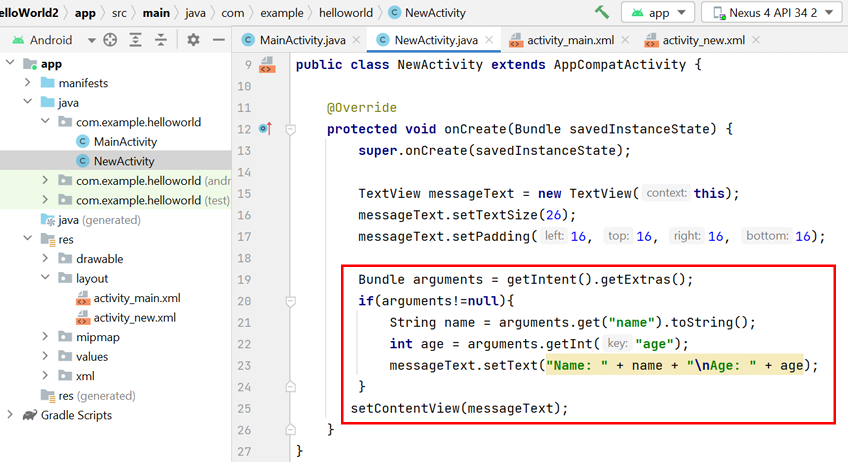 elloWorld2 > app > src > main > java > com > example > helloworld > NewActivity
app
Nexus 4 API 34 2
Android
MainActivity.java
NewActivity.java
activity_main.xml
activity_new.xml
app
manifests
java
com.example.helloworld
MainActivity
NewActivity
com.example.helloworld (andr
com.example.helloworld (test)
java (generated)
res
drawable
layout
activity_main.xml
activity_new.xml
mipmap
values
xml
res (generated)
Gradle Scripts
9 public class NewActivity extends AppCompatActivity {
10
11 @Override
12 protected void onCreate(Bundle savedInstanceState) {
13 super.onCreate(savedInstanceState);
14
15 TextView messageText = new TextView( context: this);
16 messageText.setTextSize(26);
17 messageText.setPadding( left: 16, top: 16, right: 16, bottom: 16);
18
19 Bundle arguments = getIntent().getExtras();
20 if(arguments!=null){
21 String name = arguments.get("name").toString();
22 int age = arguments.getInt( key: "age");
23 messageText.setText("Name: " + name + "\nAge: " + age);
24 }
25 setContentView(messageText);
26 }
27 }